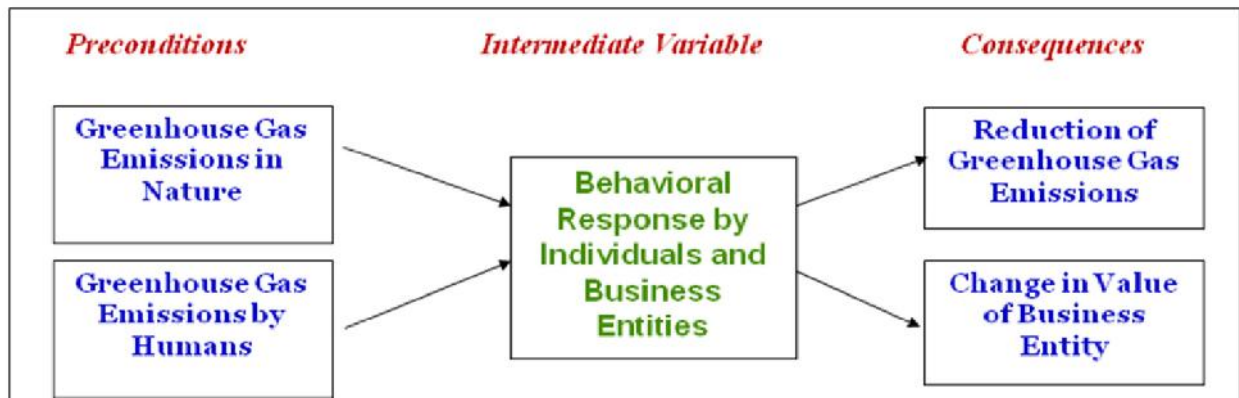 Preconditions
Intermediate Variable
Consequences
Greenhouse Gas
Emissions in
Nature
Greenhouse Gas
Emissions by
Humans
Behavioral
Response by
Individuals and
Business
Entities
Reduction of
Greenhouse Gas
Emissions
Change in Value
of Business
Entity